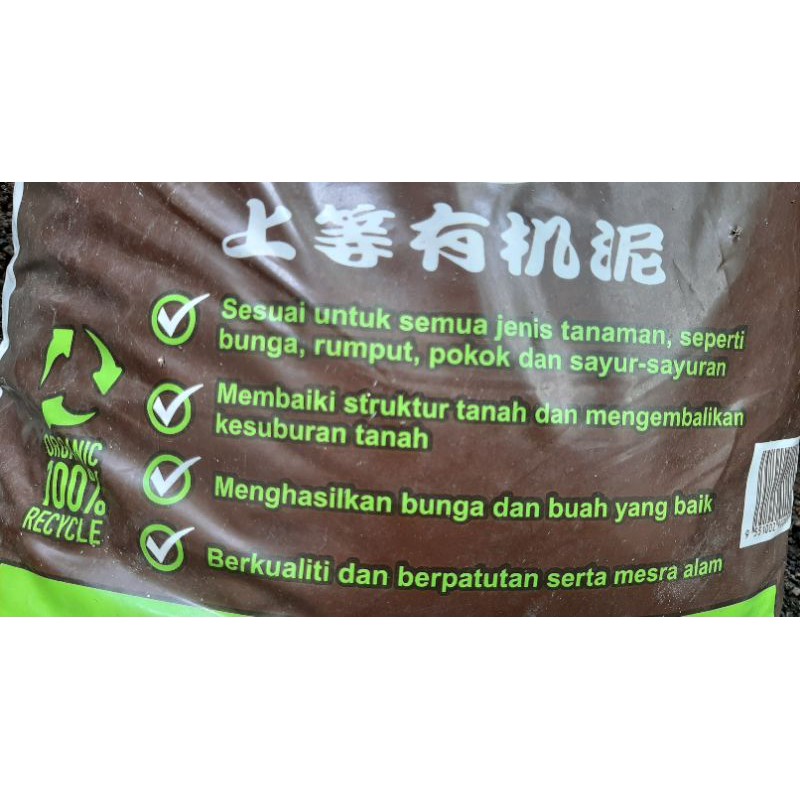 上等有机泥
Sesuai untuk semua jenis tanaman, seperti
bunga, rumput, pokok dan sayur-sayuran
Membaiki struktur tanah dan mengembalikan
kesuburan tanah
Menghasilkan bunga dan buah yang baik
Berkualiti dan berpatutan serta mesra alam
ORGANIC
100%
RECYCLE